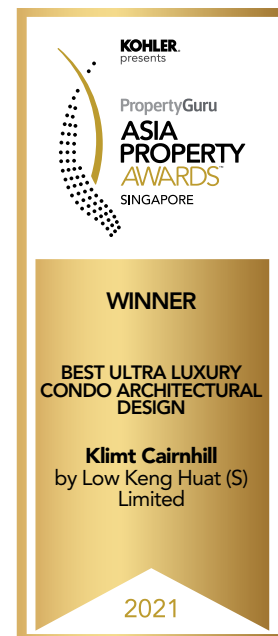 KOHLER.
presents
PropertyGuru
ASIA
PROPERTY
AWARDS™
SINGAPORE
WINNER
BEST ULTRA LUXURY
CONDO ARCHITECTURAL
DESIGN
Klimt Cairnhill
by Low Keng Huat (S)
Limited
2021